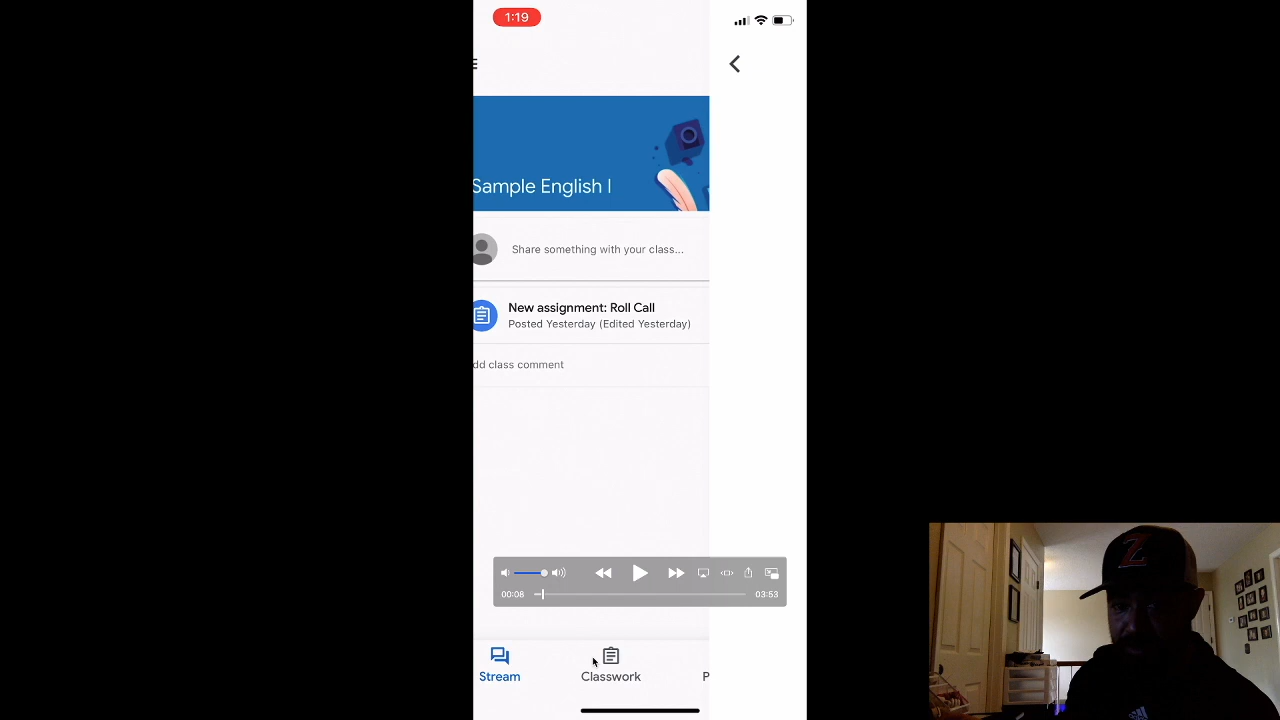 1:19
Sample English I
Share something with your class...
New assignment: Roll Call
Posted Yesterday (Edited Yesterday)
dd class comment
00:08
03:53
Stream
Classwork
P
Z